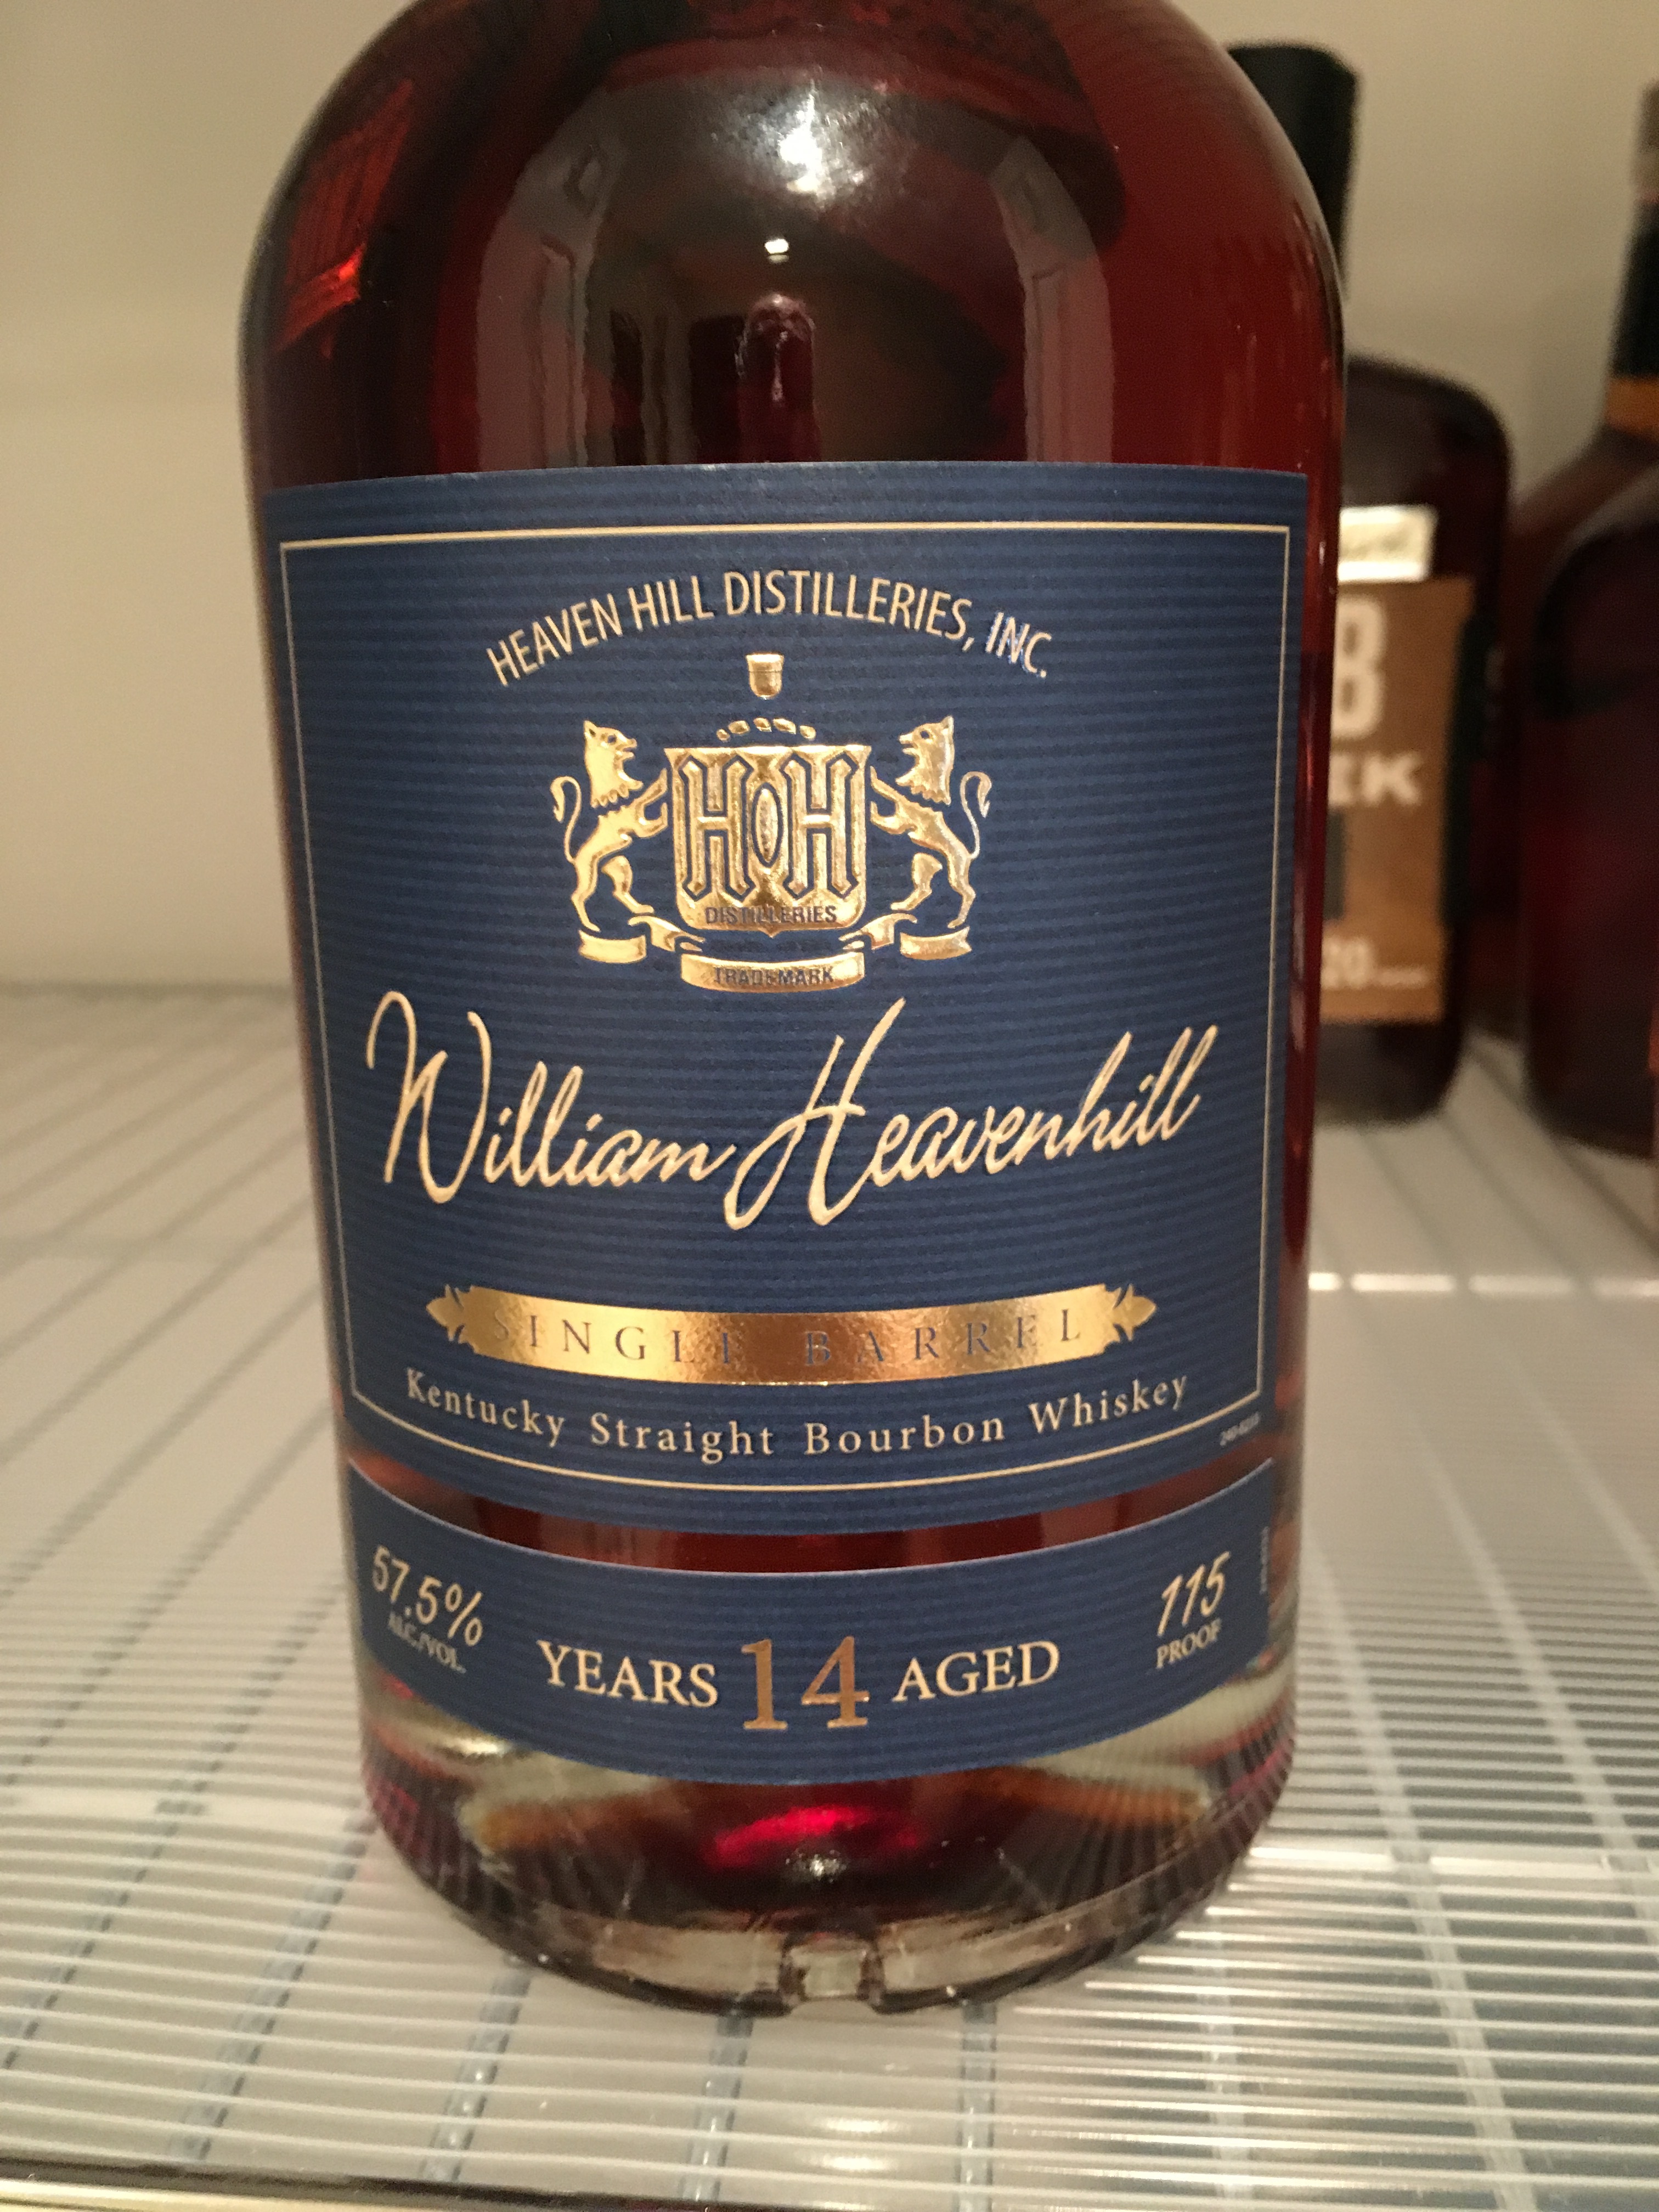 HEAVEN HILL DISTILLERIES, INC.
HH
DISTILLERIES
TRADEMARK
William Heavenhill
SINGLE BARREL
Kentucky Straight Bourbon Whiskey
57.5%
ALC./VOL.
YEARS 14 AGED
115
PROOF